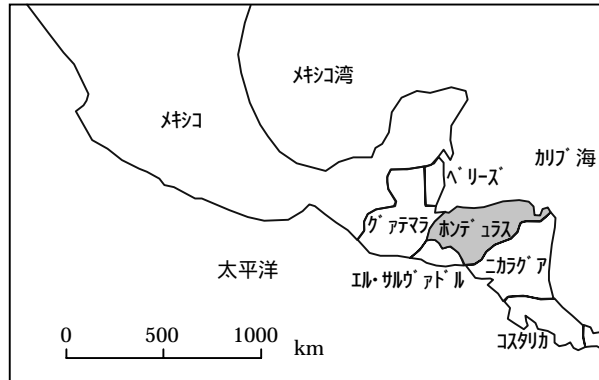 ﾒｷｼｺ湾
ﾒｷｼｺ
ｶﾘﾌﾞ海
ﾍﾞﾘｰｽﾞ
ｸﾞｧﾃﾏﾗ
ﾎﾝﾃﾞｭﾗｽ
太平洋
ｴﾙ・ｻﾙｳﾞｧﾄﾞﾙ
ﾆｶﾗｸﾞｱ
ｺｽﾀﾘｶ
0 500 1000 km